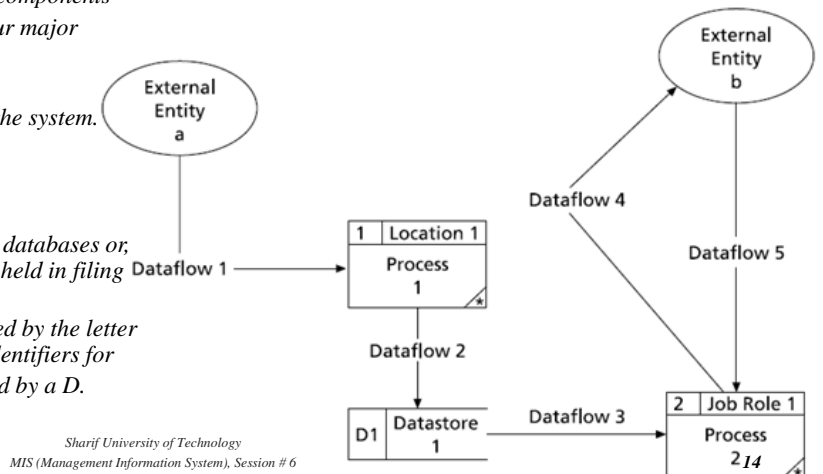 components
ur major
he system.
databases or,
held in filing
ed by the letter
dentifiers for
d by a D.
External
Entity
a
Dataflow 1
1 Location 1
Process
1
*
Dataflow 2
D1 Datastore
1
Dataflow 3
External
Entity
b
Dataflow 4
Dataflow 5
2 Job Role 1
Process
2
*
Sharif University of Technology
MIS (Management Information System), Session # 6
14